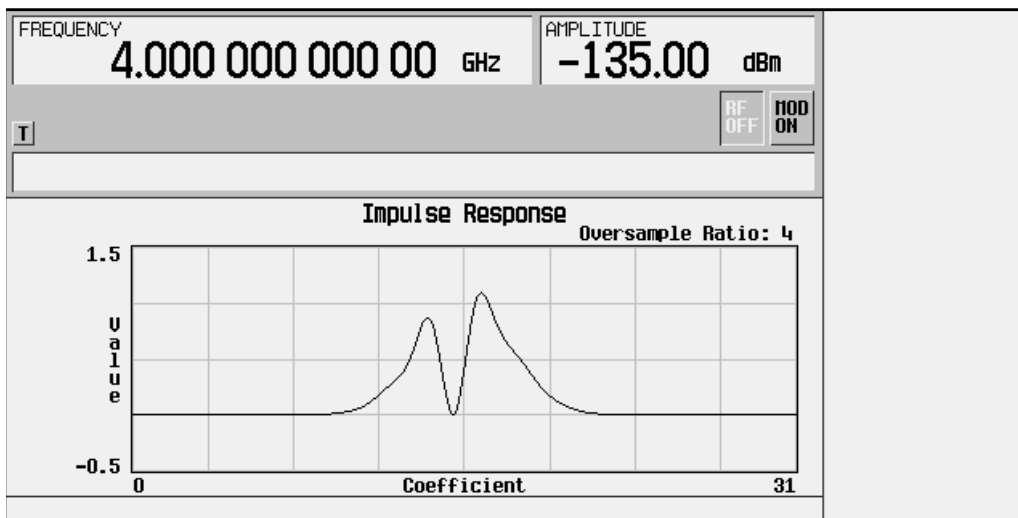 FREQUENCY
4.000 000 000 00 GHz
AMPLITUDE
-135.00 dBm
RF OFF
MOD ON
T
Impulse Response
Oversample Ratio: 4
1.5
Value
-0.5
0
Coefficient
31